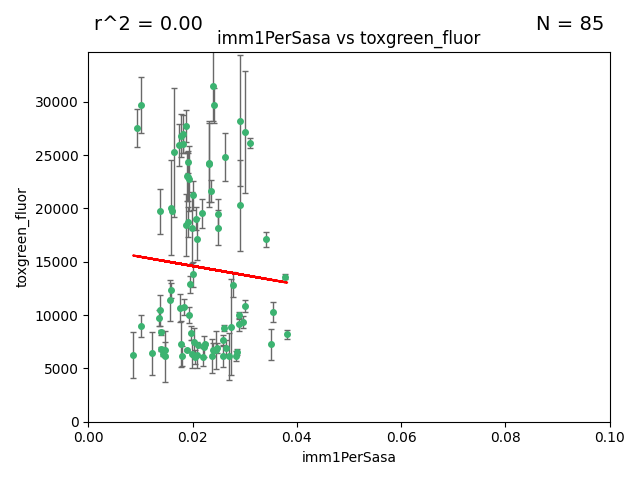 r^2 = 0.00
N = 85
imm1PerSasa vs toxgreen_fluor
toxgreen_fluor
30000
25000
20000
15000
10000
5000
0
0.00
0.02
0.04
0.06
0.08
0.10
imm1PerSasa